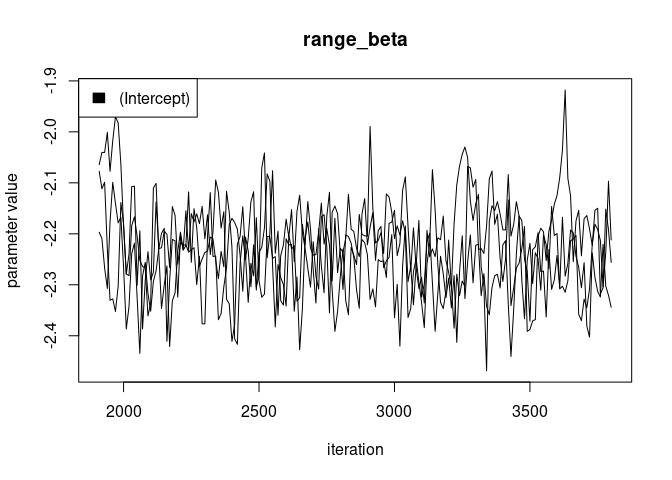 range_beta
(Intercept)
-1.9
-2.0
-2.1
-2.2
-2.3
-2.4
parameter value
2000 2500 3000 3500
iteration